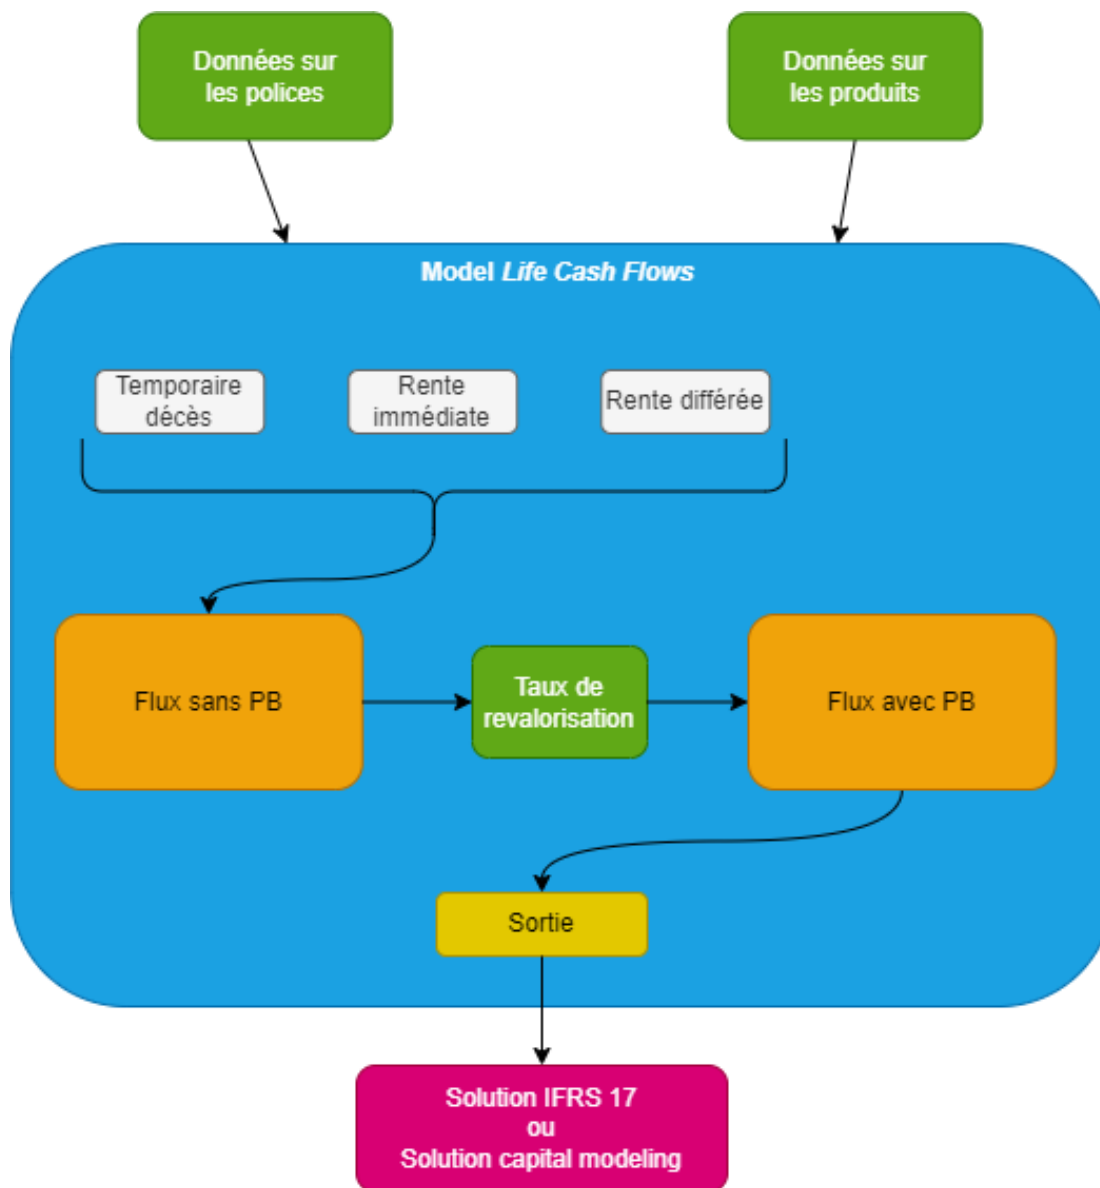 Données sur
les polices
Données sur
les produits
Model Life Cash Flows
Temporaire
décès
Rente
immédiate
Rente différée
Flux sans PB
Taux de
revalorisation
Flux avec PB
Sortie
Solution IFRS 17
ou
Solution capital modeling